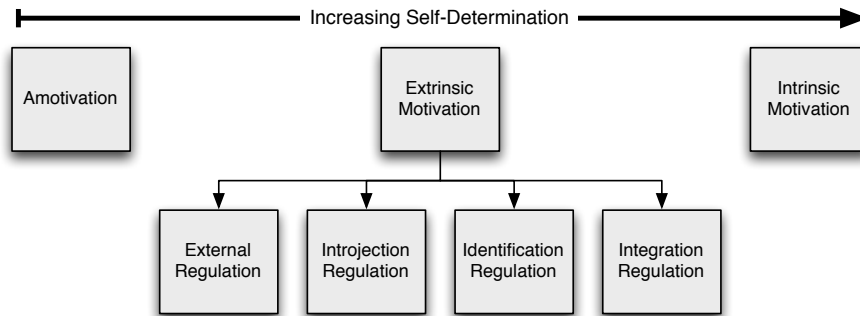 Increasing Self-Determination
Amotivation
Extrinsic
Motivation
Intrinsic
Motivation
External
Regulation
Introjection
Regulation
Identification
Regulation
Integration
Regulation